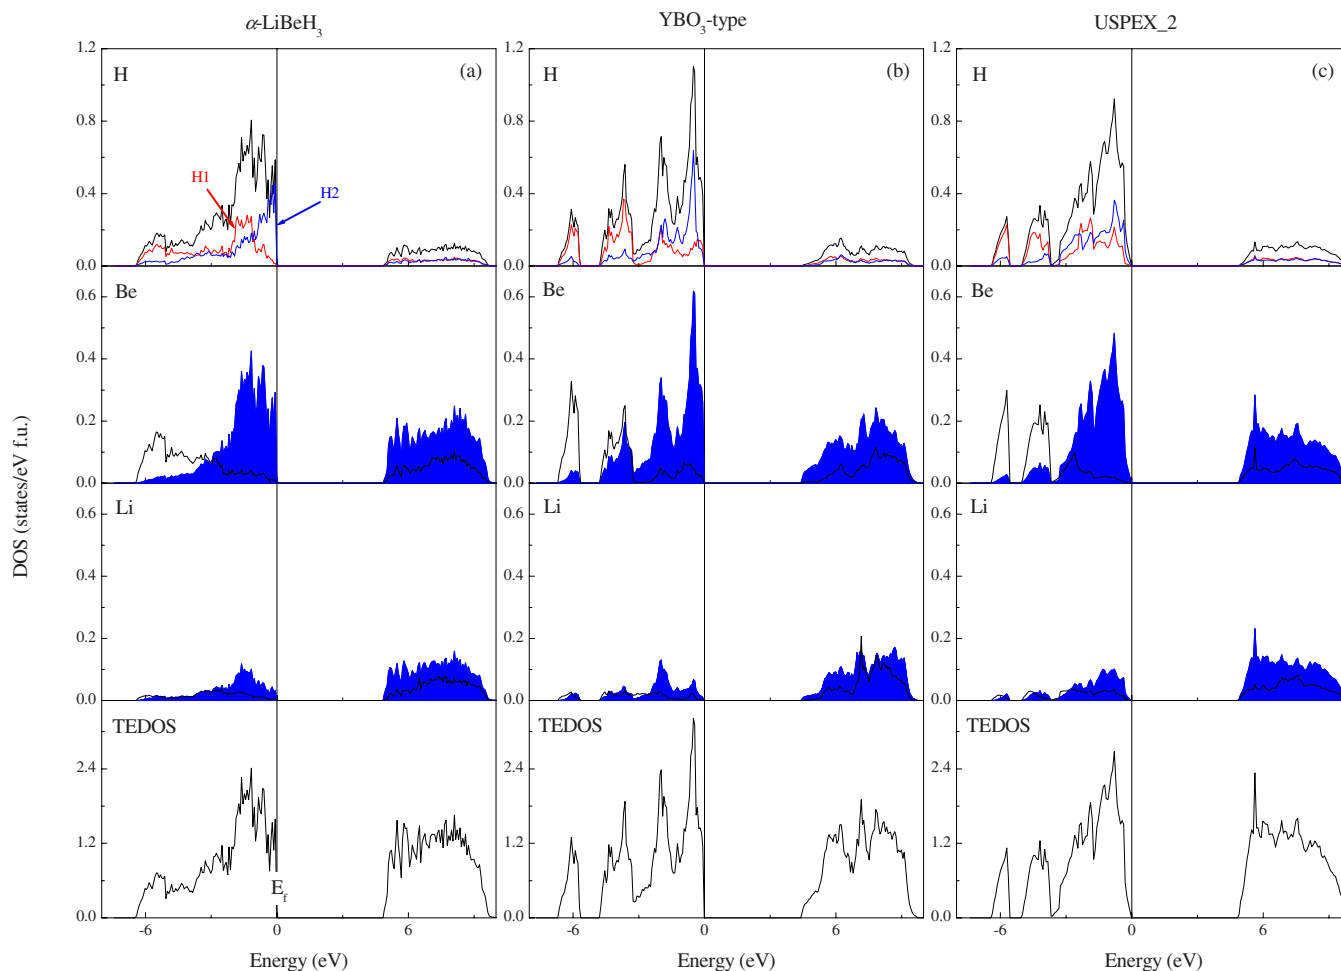 α-LiBeH₃ YBO₃-type USPEX_2
1.2 H (a) 1.2 H (b) 1.2 H (c)
0.8 0.8 0.8
H1 H2
0.4 0.4 0.4
0.0 0.0 0.0
Be Be Be
0.6 0.6 0.6
0.4 0.4 0.4
0.2 0.2 0.2
0.0 0.0 0.0
Li Li Li
0.6 0.6 0.6
0.4 0.4 0.4
0.2 0.2 0.2
0.0 0.0 0.0
TEDOS TEDOS TEDOS
2.4 2.4 2.4
1.2 1.2 1.2
E_f
0.0 0.0 0.0
-6 0 6 -6 0 6 -6 0 6
Energy (eV) Energy (eV) Energy (eV)
DOS (states/eV f.u.)